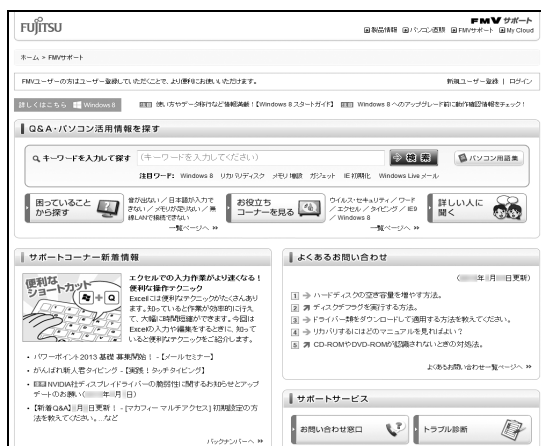 FUJITSU
FMV サポート
製品情報 パソコン直販 FMVサポート My Cloud
ホーム > FMVサポート
FMVユーザーの方はユーザー登録していただくことで、より便利にお使いいただけます。
新規ユーザー登録 | ログイン
詳しくはこちら Windows 8
使い方やデータ移行など情報満載！【Windows 8 スタートガイド】
Windows 8 へのアップグレード前に動作確認情報をチェック！
Q&A・パソコン活用情報を探す
キーワードを入力して探す
(キーワードを入力してください)
検索
パソコン用語集
注目ワード: Windows 8 リカバリディスク メモリ増設 ガジェット IE初期化 Windows Liveメール
困っていること
から探す
音が出ない／日本語が入力で
きない／メモリが足りない／無
線LANで接続できない
一覧ページへ
お役立ち
コーナーを見る
ウイルス・セキュリティ／ワード
／エクセル／タイピング／IE9
／Windows 8
一覧ページへ
詳しい人に
聞く
サポートコーナー新着情報
便利な
ショートカット
+ Q
エクセルでの入力作業がより速くなる！
便利な操作テクニック
Excelには便利なテクニックがたくさんあり
ます。知っていると作業が効率的に行え
て、大幅に時間短縮ができます。今回は
Excelの入力や編集をするときに、知って
いると便利なテクニックをご紹介します。
・パワーポイント2013 基礎 募集開始！ -【メールセミナー】
・がんばれ!新人君タイピング -【実践！タッチタイピング】
・NVIDIA社ディスプレイドライバーの脆弱性に関するお知らせとアップ
デートのお願い(年月日)
・【新着Q&A】月日更新！ - [マカフィー マルチアクセス] 初期設定の方
法を教えてください。...など
バックナンバーへ
よくあるお問い合わせ
(年月日更新)
1 → ハードディスクの空き容量を増やす方法。
2 ディスクデフラグを実行する方法。
3 → ドライバー類をダウンロードして適用する方法を教えてください。
4 → リカバリするにはどのマニュアルを見ればよい？
5 CD-ROMやDVD-ROMが認識されないときの対処法。
よくあるお問い合わせ一覧ページへ
サポートサービス
お問い合わせ窓口
トラブル診断